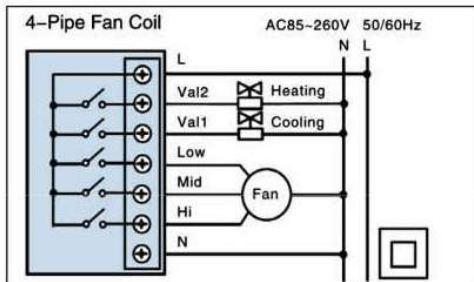 4-Pipe Fan Coil AC85~260V 50/60Hz
N L
L
Val2 Heating
Val1 Cooling
Low
Mid Fan
Hi
N